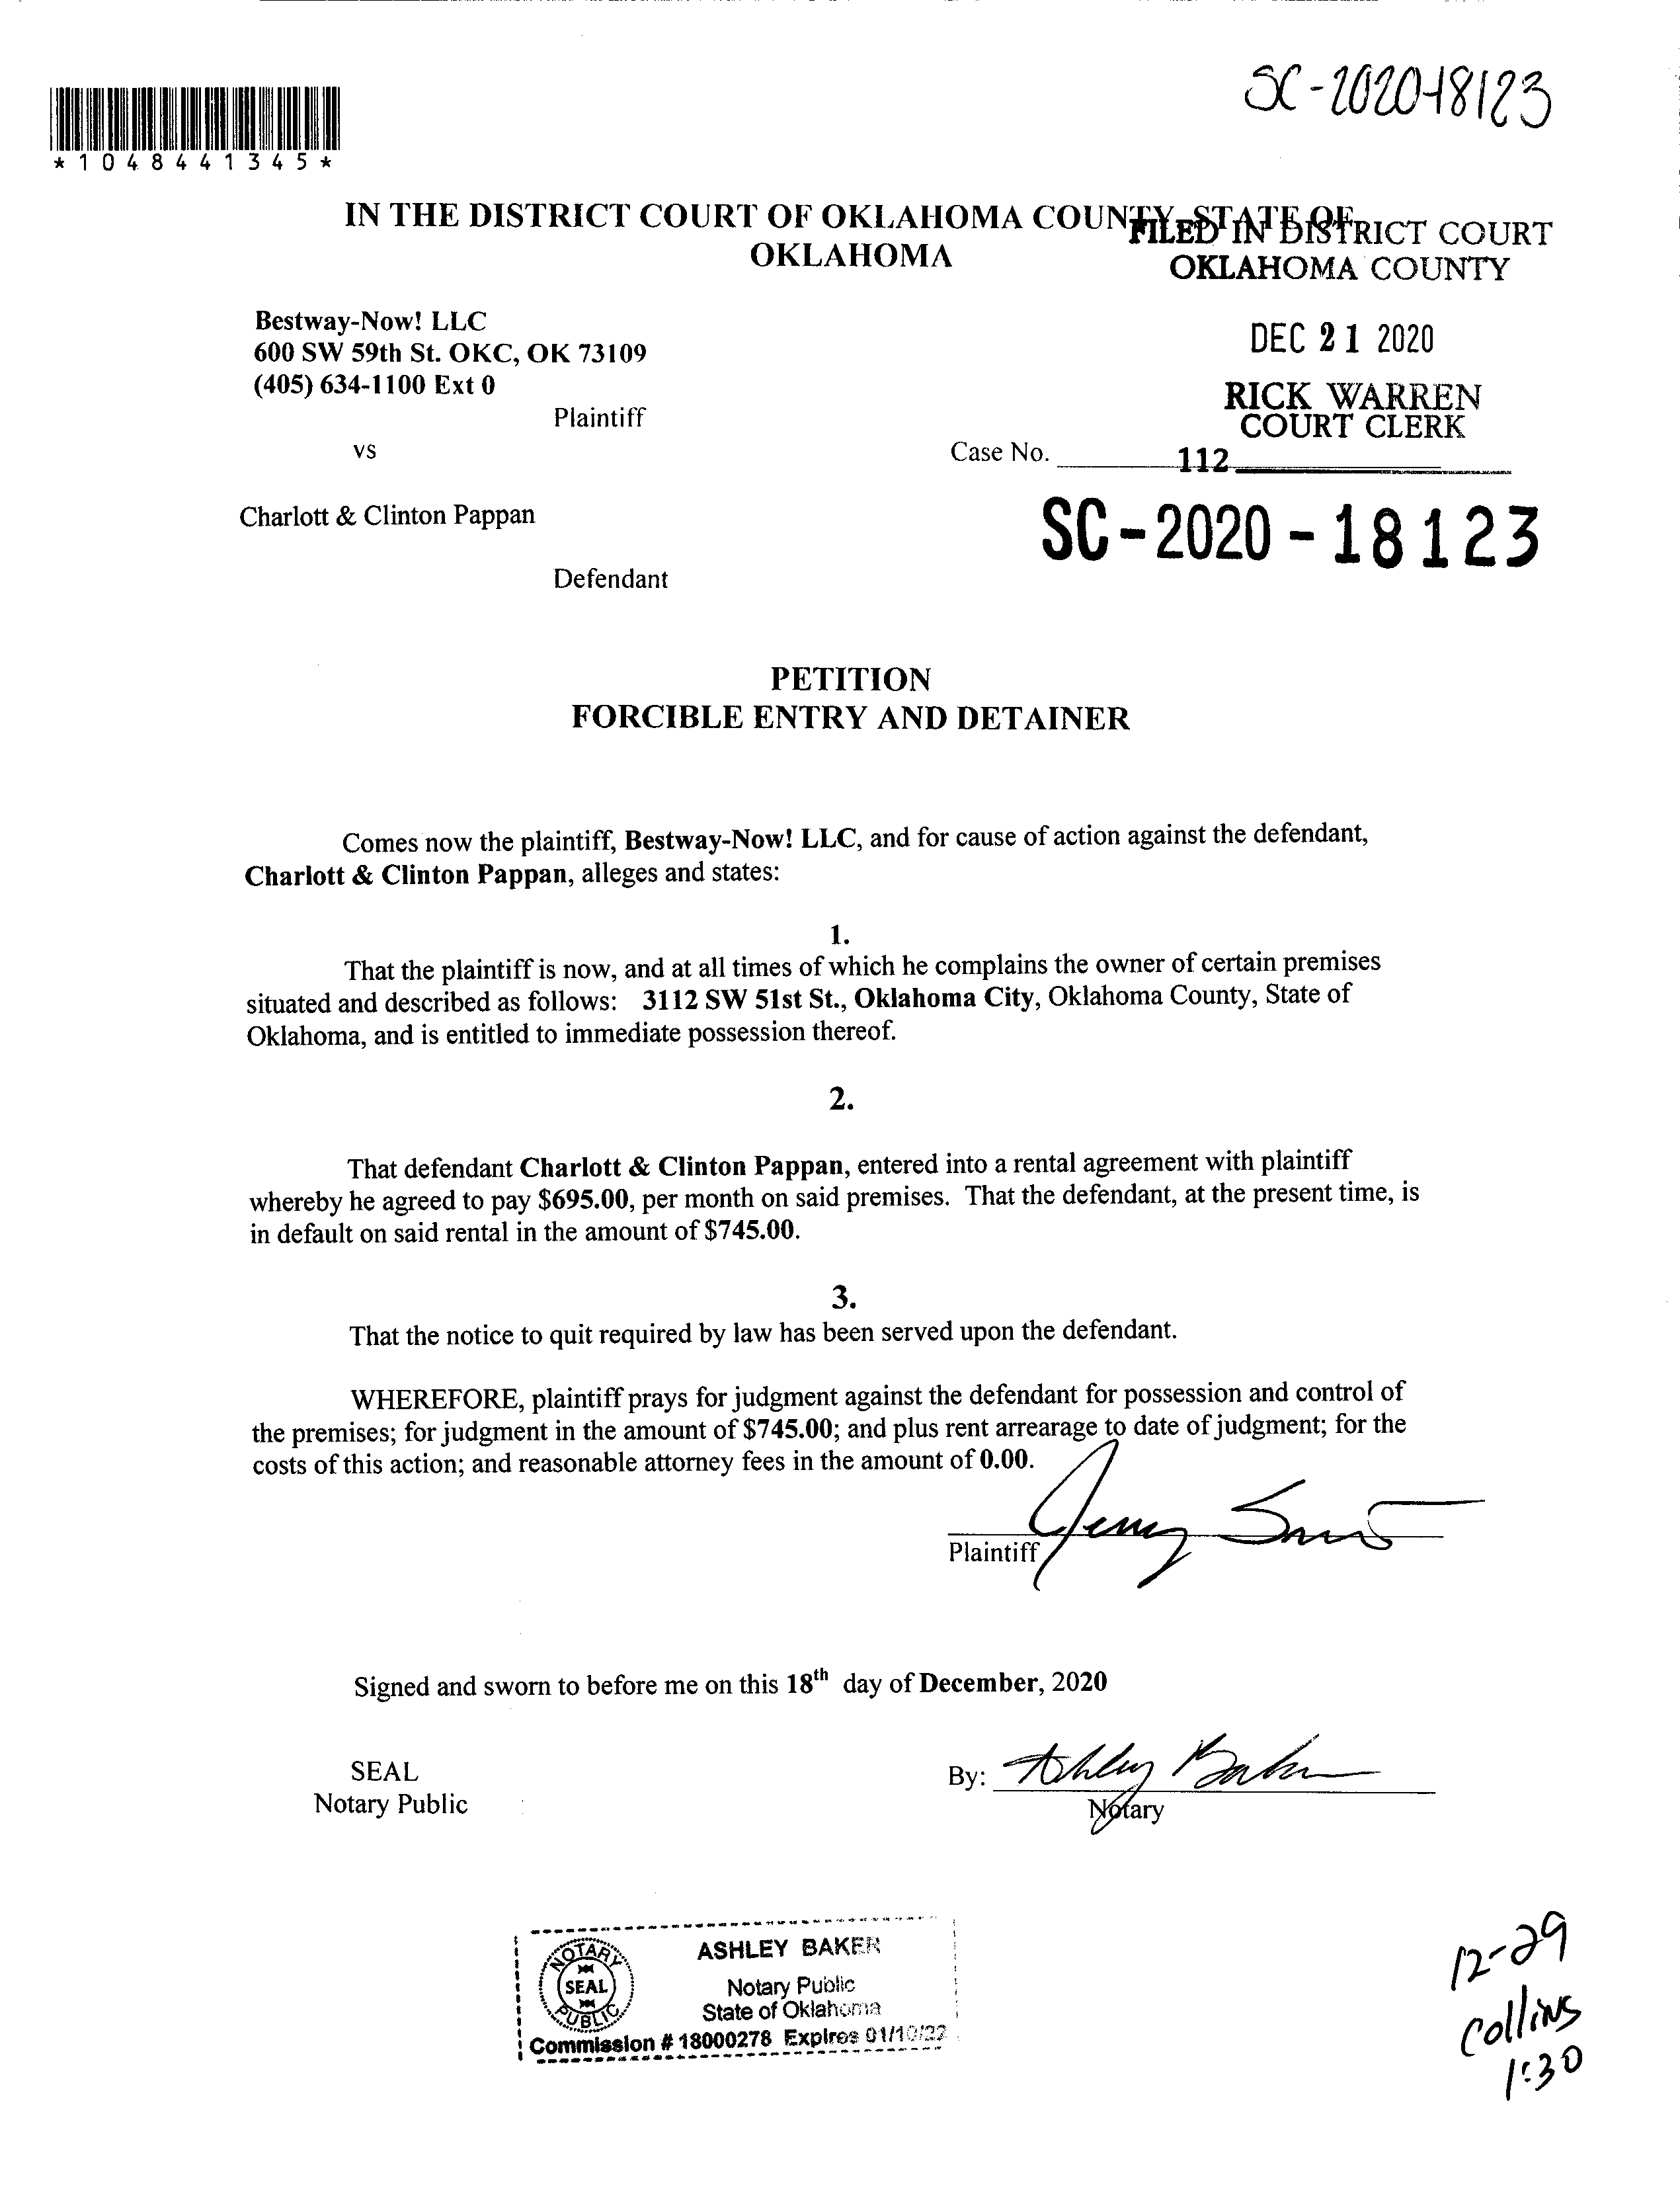 SC-2020-18123
*1048441345*
IN THE DISTRICT COURT OF OKLAHOMA COUNTY, STATE OF
OKLAHOMA
FILED IN DISTRICT COURT
OKLAHOMA COUNTY
DEC 21 2020
RICK WARREN
COURT CLERK
112
Bestway-Now! LLC
600 SW 59th St. OKC, OK 73109
(405) 634-1100 Ext 0
Plaintiff
vs
Case No.
SC-2020-18123
Charlott & Clinton Pappan
Defendant
PETITION
FORCIBLE ENTRY AND DETAINER
Comes now the plaintiff, Bestway-Now! LLC, and for cause of action against the defendant,
Charlott & Clinton Pappan, alleges and states:
1.
That the plaintiff is now, and at all times of which he complains the owner of certain premises
situated and described as follows: 3112 SW 51st St., Oklahoma City, Oklahoma County, State of
Oklahoma, and is entitled to immediate possession thereof.
2.
That defendant Charlott & Clinton Pappan, entered into a rental agreement with plaintiff
whereby he agreed to pay $695.00, per month on said premises. That the defendant, at the present time, is
in default on said rental in the amount of $745.00.
3.
That the notice to quit required by law has been served upon the defendant.
WHEREFORE, plaintiff prays for judgment against the defendant for possession and control of
the premises; for judgment in the amount of $745.00; and plus rent arrearage to date of judgment; for the
costs of this action; and reasonable attorney fees in the amount of 0.00.
Jerry
Plaintiff
Signed and sworn to before me on this 18th day of December, 2020
SEAL
Notary Public
By: Ashley Baker
Notary
NOTARY
SEAL
PUBLIC
ASHLEY BAKER
Notary Public
State of Oklahoma
Commission # 18000278 Expires 01/10/22
12-29
Collins
1:30